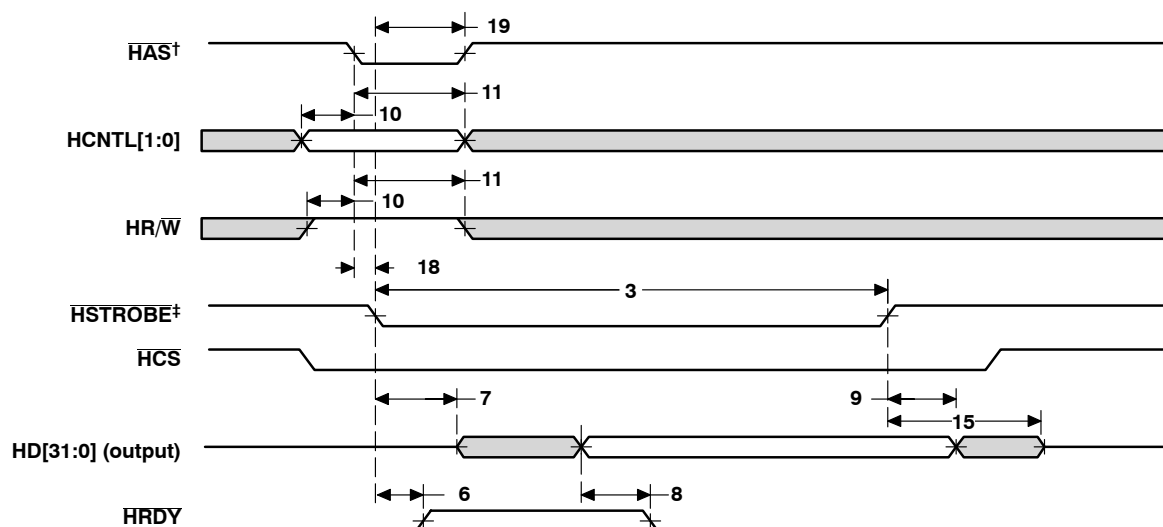 19
HAS†
11
10
HCNTL[1:0]
11
10
HR/W
18
3
HSTROBE‡
HCS
7
9
15
HD[31:0] (output)
6
8
HRDY